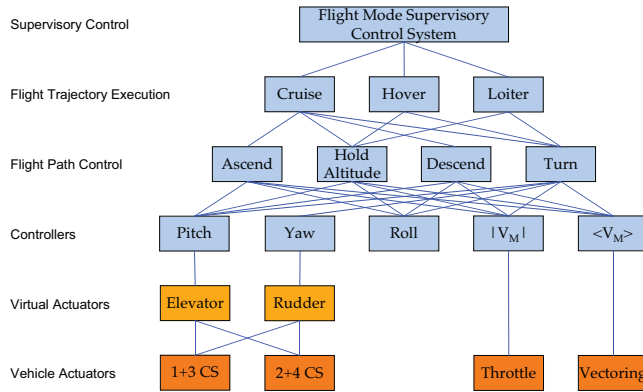 Supervisory Control
Flight Mode Supervisory
Control System
Flight Trajectory Execution
Cruise
Hover
Loiter
Flight Path Control
Ascend
Hold
Altitude
Descend
Turn
Controllers
Pitch
Yaw
Roll
|V_M|
<V_M>
Virtual Actuators
Elevator
Rudder
Vehicle Actuators
1+3 CS
2+4 CS
Throttle
Vectoring